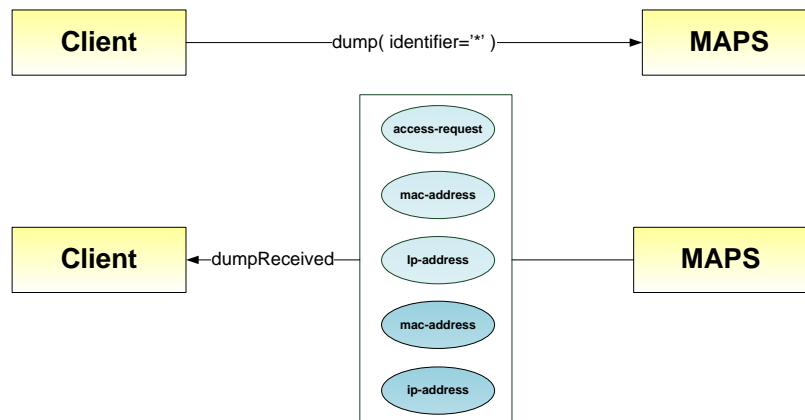 Client
dump( identifier='*' )
MAPS
access-request
mac-address
Ip-address
mac-address
ip-address
Client
dumpReceived
MAPS